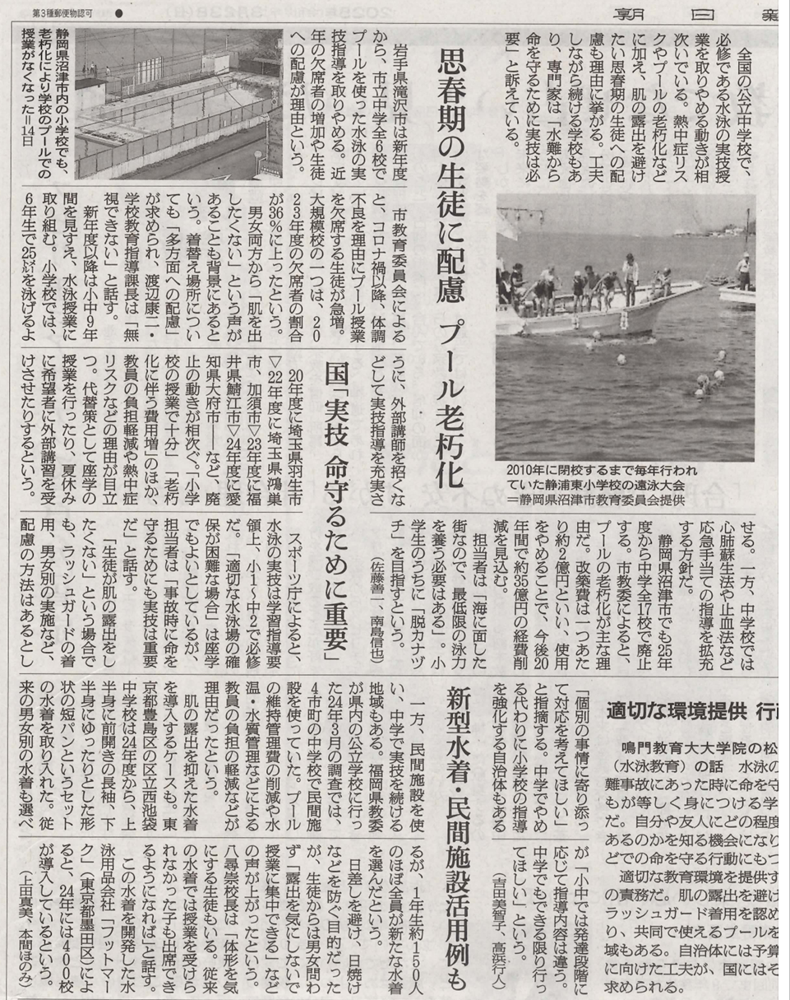 第3種郵便物認可
朝日新
全国の公立中学校で、
必修である水泳の実技授
業を取りやめる動きが相
次いでいる。熱中症リス
クやプールの老朽化など
に加え、肌の露出を避け
たい思春期の生徒への配
慮も理由に挙がる。工夫
しながら続ける学校もあ
り、専門家は「水難から
命を守るために実技は必
要」と訴えている。
思春期の生徒に配慮 プール老朽化
岩手県滝沢市は新年度
から、市立中学全6校で
プールを使った水泳の実
技指導を取りやめる。近
年の欠席者の増加や生徒
への配慮が理由という。
静岡県沼津市内の小学校でも、
老朽化により学校のプールでの
授業がなくなった=14日
市教育委員会による
と、コロナ禍以降、体調
不良を理由にプール授業
を欠席する生徒が急増。
大規模校の一つは、20
23年度の欠席者の割合
が36%に上ったという。
男女両方から「肌を出
したくない」という声が
あることも背景にあると
いう。着替え場所につい
ても「多方面への配慮」
が求められ、渡辺康二・
学校教育指導課長は「無
視できない」と話す。
新年度以降は小中9年
間を見すえ、水泳授業に
取り組む。小学校では、
6年生で25㍍を泳げるよ
うに、外部講師を招くな
どして実技指導を充実さ
せる。一方、中学校では
心肺蘇生法や止血法など
応急手当ての指導を拡充
する方針だ。
静岡県沼津市でも25年
度から中学全17校で廃止
する。市教委によると、
プールの老朽化が主な理
由だ。改築費は一つあた
り約2億円といい、使用
をやめることで、今後20
年間で約35億円の経費削
減を見込む。
担当者は「海に面した
街なので、最低限の泳力
を養う必要はある」。小
学生のうちに「脱カナヅ
チ」を目指すという。
(佐藤善一、南島信也)
2010年に閉校するまで毎年行われ
ていた静浦東小学校の遠泳大会
=静岡県沼津市教育委員会提供
国「実技 命守るために重要」
20年度に埼玉県羽生市
▽22年度に埼玉県鴻巣
市、加須市▽23年度に福
井県鯖江市▽24年度に愛
知県大府市――など、廃
止の動きが相次ぐ。「小学
校の授業で十分」「老朽
化に伴う費用増」のほか、
教員の負担軽減や熱中症
リスクなどの理由が目立
つ。代替策として座学の
授業を行ったり、夏休み
に希望者に外部講習を受
けさせたりするという。
スポーツ庁によると、
水泳の実技は学習指導要
領上、小1~中2で必修
だ。「適切な水泳場の確
保が困難な場合」は座学
でもよいとしているが、
担当者は「事故時に命を
守るためにも実技は重要
だ」と話す。
「生徒が肌の露出をし
たくない」という場合で
も、ラッシュガードの着
用、男女別の実施など、
配慮の方法はあるとし
「個別の事情に寄り添っ
て対応を考えてほしい」
と指摘する。中学でやめ
る代わりに小学校の指導
を強化する自治体もある
が「小中では発達段階に
応じて指導内容は違う。
中学でもできる限り行っ
てほしい」という。
(吉田美智子、高浜行人)
新型水着・民間施設活用例も
一方、民間施設を使
い、中学で実技を続ける
地域もある。福岡県教委
が県内の公立学校に行っ
た24年3月の調査では、
4市町の中学校で民間施
設を使っていた。プール
の維持管理費の削減や水
温・水質管理などによる
教員の負担の軽減などが
理由だったという。
肌の露出を抑えた水着
を導入するケースも。東
京都豊島区の区立西池袋
中学校は24年度から、上
半身に前開きの長袖、下
半身にゆったりとした形
状の短パンというセット
の水着を取り入れた。従
来の男女別の水着も選べ
るが、1年生約150人
のほぼ全員が新たな水着
を選んだという。
日差しを避け、日焼け
などを防ぐ目的だった
が、生徒からは男女問わ
ず「露出を気にしないで
授業に集中できる」など
の声が上がったという。
八尋崇校長は「体形を気
にする生徒もいる。従来
の水着では授業を受けら
れなかった子も出席でき
るようになれば」と話す。
この水着を開発した水
泳用品会社「フットマー
ク」(東京都墨田区)によ
ると、24年には400校
が導入しているという。
(上田真美、本間ほのみ)
適切な環境提供 行政
鳴門教育大大学院の松
(水泳教育)の話 水泳の
難事故にあった時に命を守
もが等しく身につける学
だ。自分や友人にどの程度
あるのかを知る機会になり
どでの命を守る行動にもつ
適切な教育環境を提供す
の責務だ。肌の露出を避け
ラッシュガード着用を認め
り、共同で使えるプールを
域もある。自治体には予算
に向けた工夫が、国にはそ
求められる。